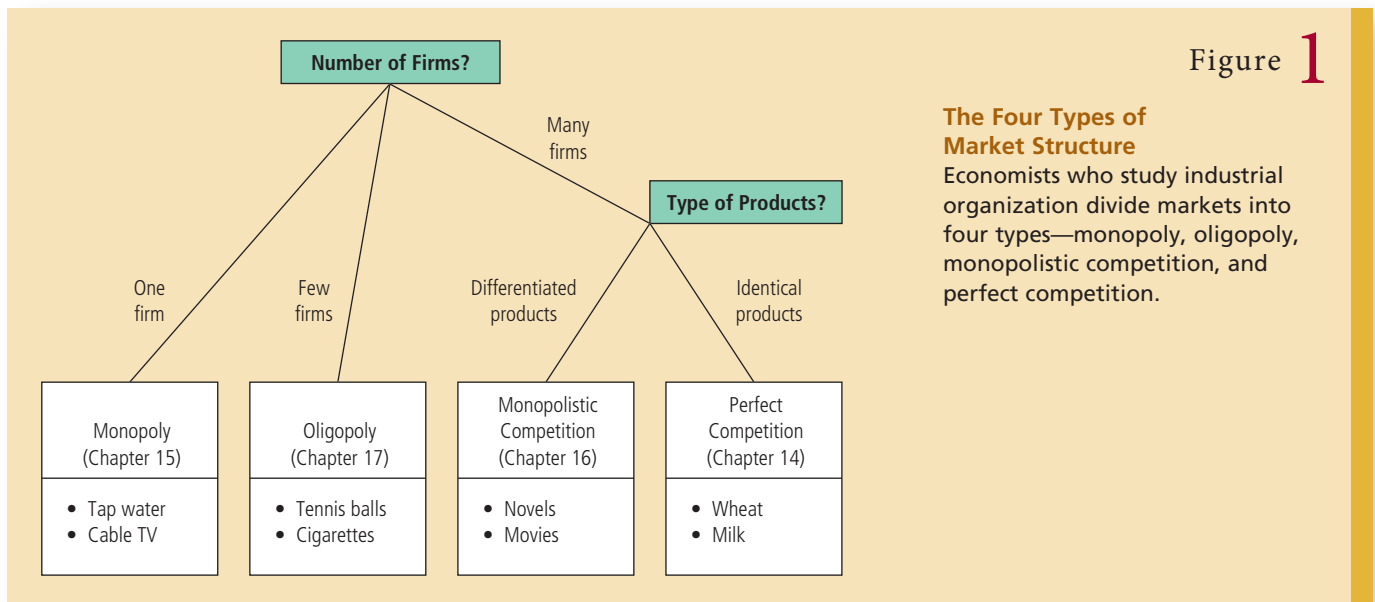 Figure 1
The Four Types of
Market Structure
Economists who study industrial
organization divide markets into
four types—monopoly, oligopoly,
monopolistic competition, and
perfect competition.
Number of Firms?
Many
firms
Type of Products?
One
firm
Few
firms
Differentiated
products
Identical
products
Monopoly
(Chapter 15)
• Tap water
• Cable TV
Oligopoly
(Chapter 17)
• Tennis balls
• Cigarettes
Monopolistic
Competition
(Chapter 16)
• Novels
• Movies
Perfect
Competition
(Chapter 14)
• Wheat
• Milk